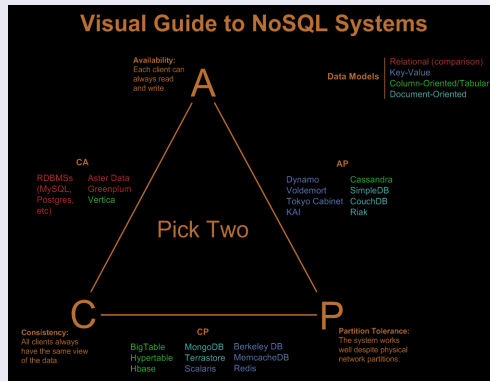 Visual Guide to NoSQL Systems
Availability:
Each client can
always read
and write.
A
Data Models
Relational (comparison)
Key-Value
Column-Oriented/Tabular
Document-Oriented
CA
RDBMSs
(MySQL,
Postgres,
etc)
Aster Data
Greenplum
Vertica
AP
Dynamo
Voldemort
Tokyo Cabinet
KAI
Cassandra
SimpleDB
CouchDB
Riak
Pick Two
C
P
Consistency:
All clients always
have the same view
of the data.
CP
BigTable
Hypertable
Hbase
MongoDB
Terrastore
Scalaris
Berkeley DB
MemcacheDB
Redis
Partition Tolerance:
The system works
well despite physical
network partitions.